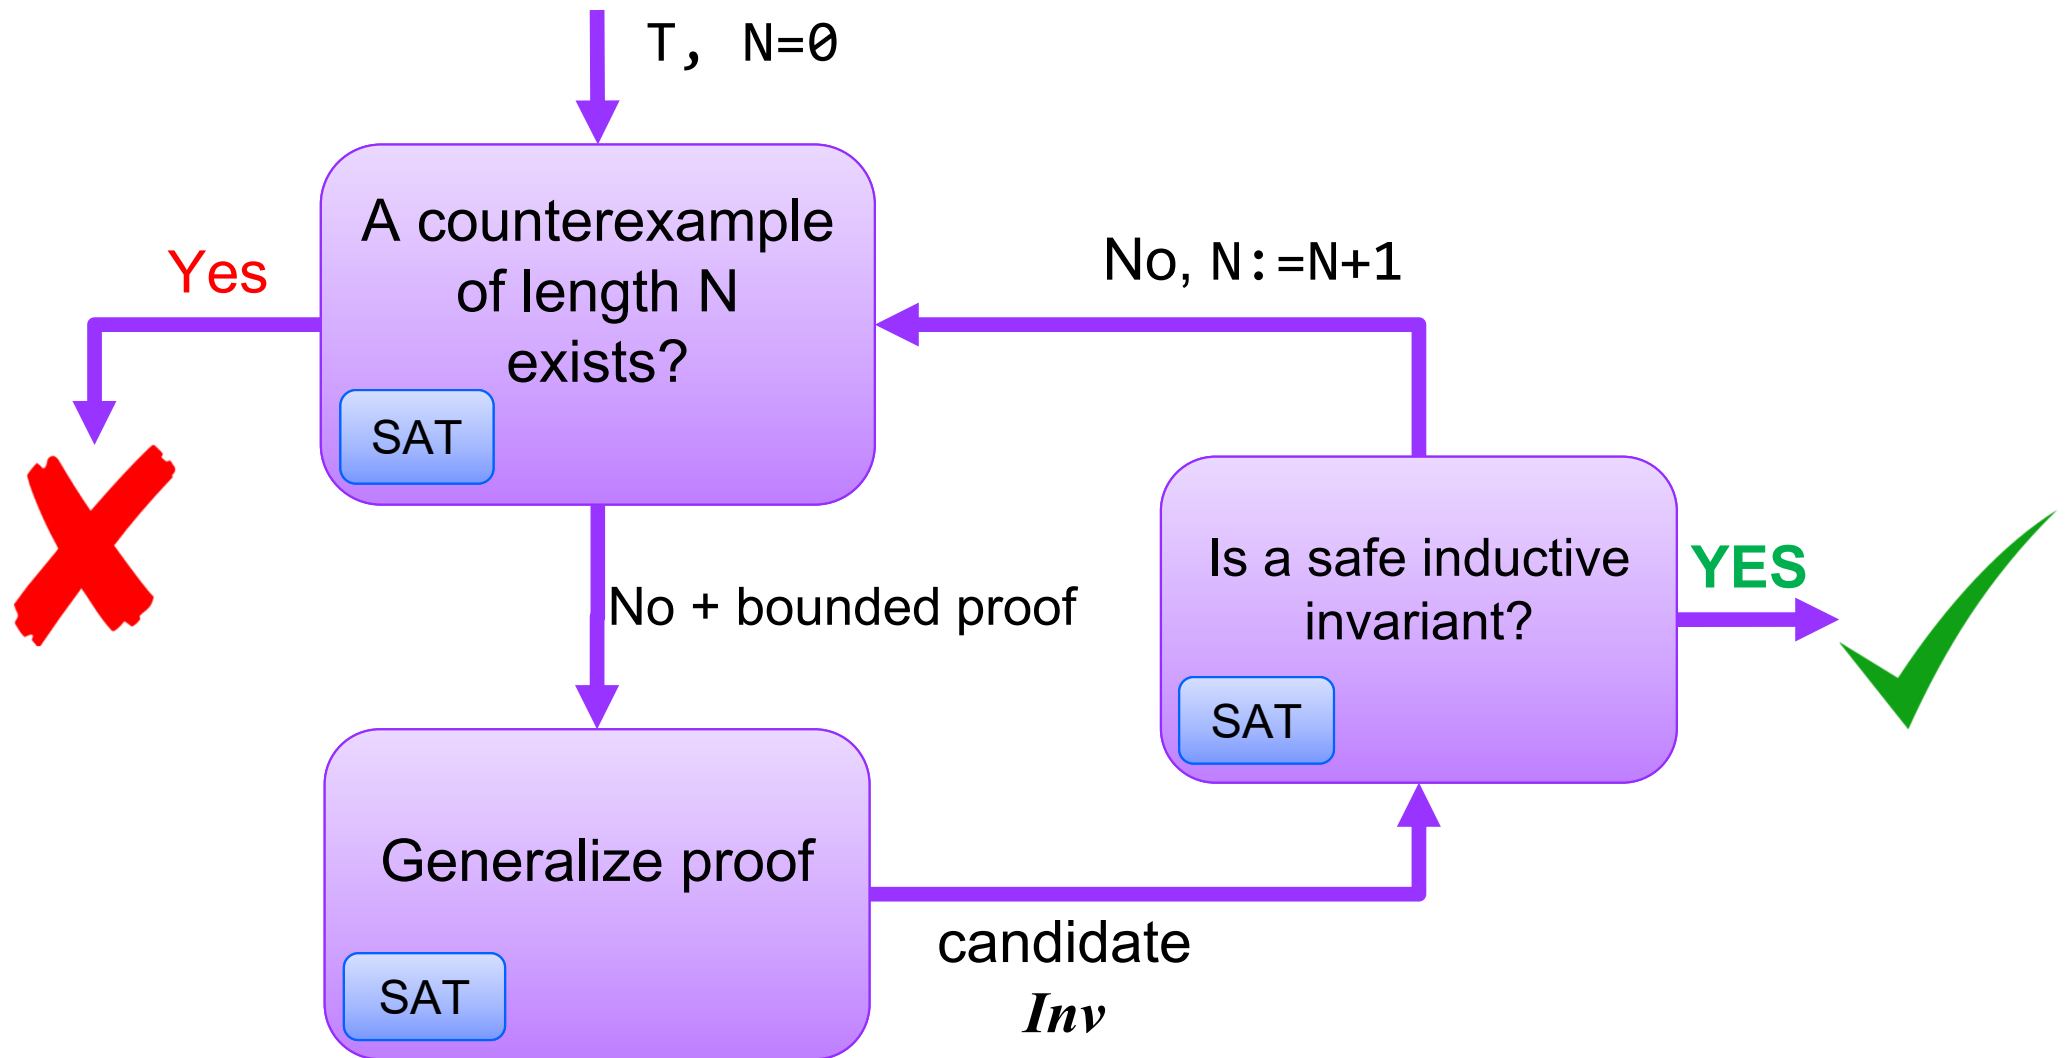 T, N=0
A counterexample
of length N
exists?
SAT
Yes
No, N:=N+1
No + bounded proof
Is a safe inductive
invariant?
SAT
YES
Generalize proof
SAT
candidate
Inv